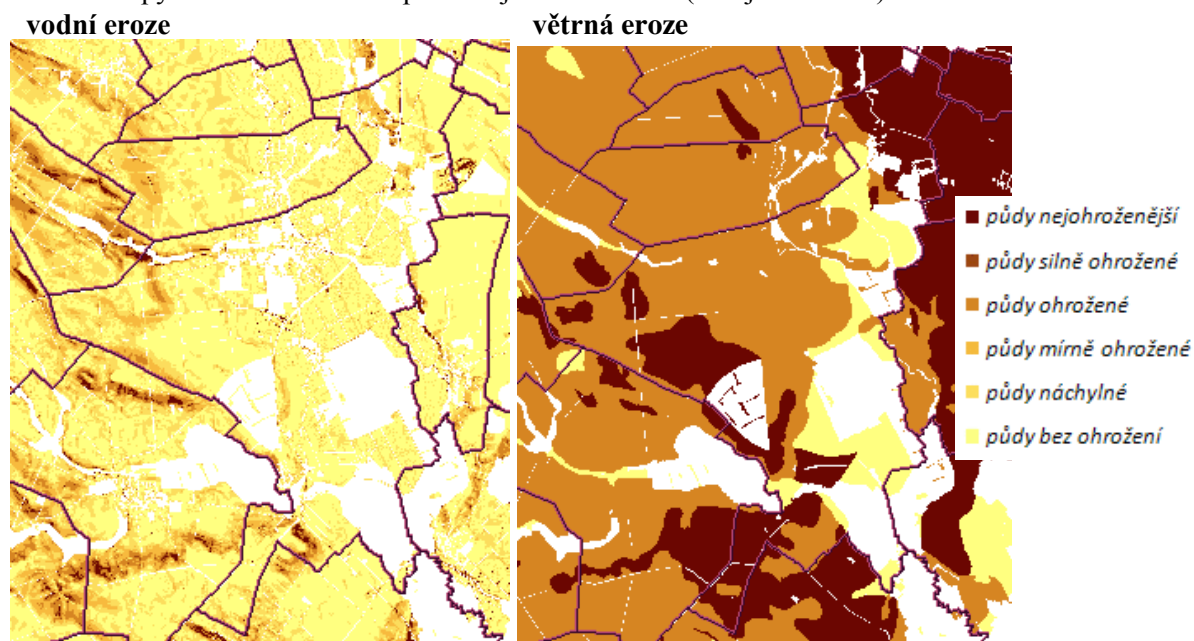 vodní eroze
větrná eroze
půdy nejohroženější
půdy silně ohrožené
půdy ohrožené
půdy mírně ohrožené
půdy náchylné
půdy bez ohrožení